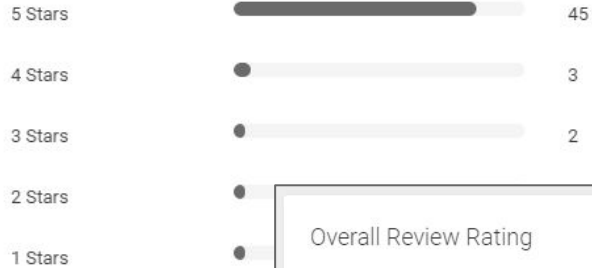 5 Stars 45
4 Stars 3
3 Stars 2
2 Stars
1 Stars
Overall Review Rating